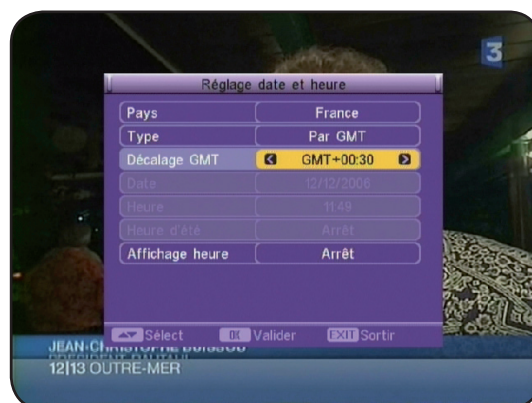 3
Réglage date et heure
Pays France
Type Par GMT
Décalage GMT GMT+00:30
Date 12/12/2006
Heure 11:49
Heure d'été Arrêt
Affichage heure Arrêt
Sélect OK Valider EXIT Sortir
JEAN-CHRISTOPHE
12|13 OUTRE-MER